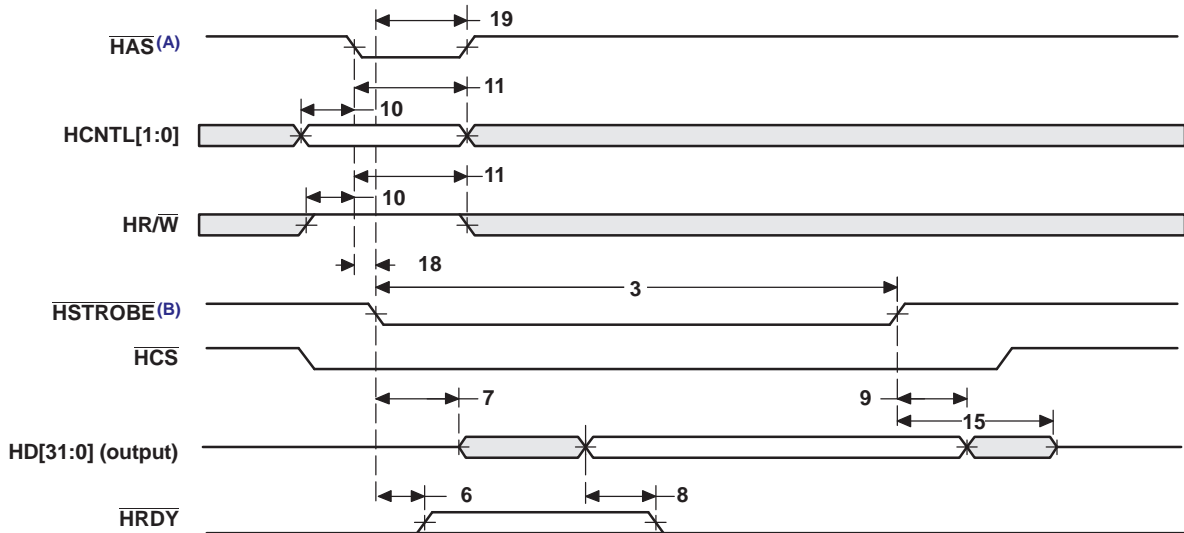 19
HAS(A)
11
10
HCNTL[1:0]
11
10
HR/W
18
3
HSTROBE(B)
HCS
7
9
15
HD[31:0] (output)
6
8
HRDY